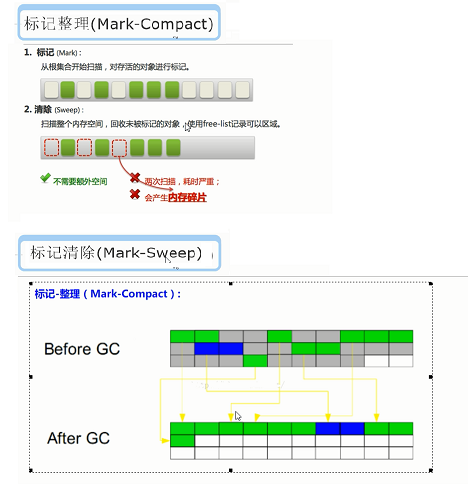 标记整理(Mark-Compact)
1. 标记 (Mark) :
从根集合开始扫描，对存活的对象进行标记。
2. 清除 (Sweep) :
扫描整个内存空间，回收未被标记的对象，使用free-list记录可以区域。
不需要额外空间
两次扫描，耗时严重；
会产生内存碎片
标记清除(Mark-Sweep)
标记-整理（Mark-Compact）：
Before GC
After GC